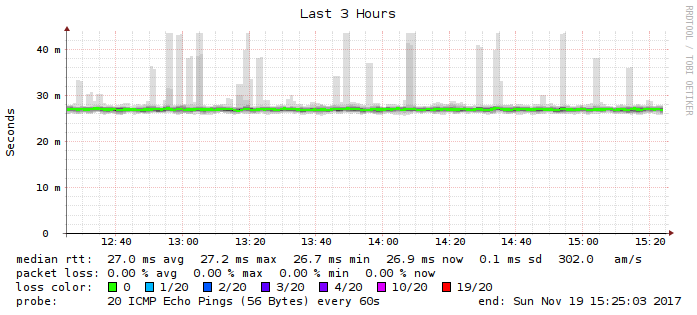 Last 3 Hours
RRDTOOL / TOBI OETIKER
Seconds
40 m
30 m
20 m
10 m
0
12:40 13:00 13:20 13:40 14:00 14:20 14:40 15:00 15:20
median rtt: 27.0 ms avg 27.2 ms max 26.7 ms min 26.9 ms now 0.1 ms sd 302.0 am/s
packet loss: 0.00 % avg 0.00 % max 0.00 % min 0.00 % now
loss color: 0 1/20 2/20 3/20 4/20 10/20 19/20
probe: 20 ICMP Echo Pings (56 Bytes) every 60s end: Sun Nov 19 15:25:03 2017